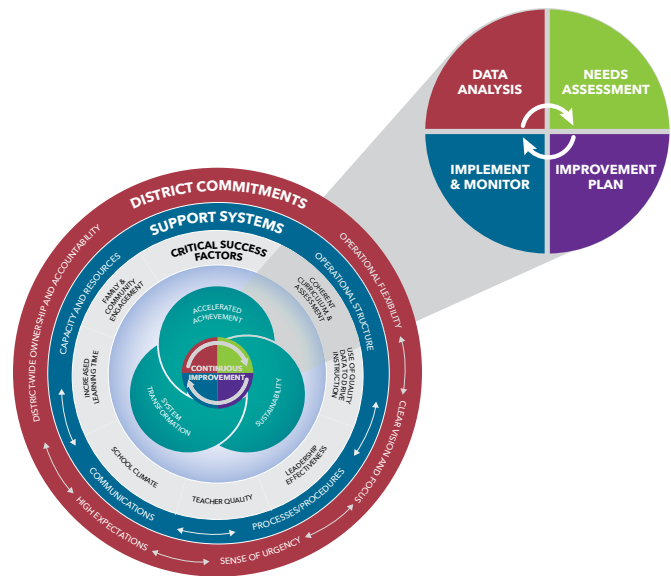 DATA
ANALYSIS
NEEDS
ASSESSMENT
IMPLEMENT
& MONITOR
IMPROVEMENT
PLAN
DISTRICT COMMITMENTS
OPERATIONAL FLEXIBILITY
CLEAR VISION AND FOCUS
SENSE OF URGENCY
HIGH EXPECTATIONS
DISTRICT-WIDE OWNERSHIP AND ACCOUNTABILITY
SUPPORT SYSTEMS
OPERATIONAL STRUCTURE
PROCESSES/PROCEDURES
COMMUNICATIONS
CAPACITY AND RESOURCES
CRITICAL SUCCESS
FACTORS
COHERENT
CURRICULUM &
ASSESSMENT
USE OF QUALITY
DATA TO DRIVE
INSTRUCTION
LEADERSHIP
EFFECTIVENESS
TEACHER QUALITY
SCHOOL CLIMATE
INCREASED
LEARNING TIME
FAMILY &
COMMUNITY
ENGAGEMENT
ACCELERATED
ACHIEVEMENT
SUSTAINABILITY
SYSTEM
TRANSFORMATION
CONTINUOUS
IMPROVEMENT